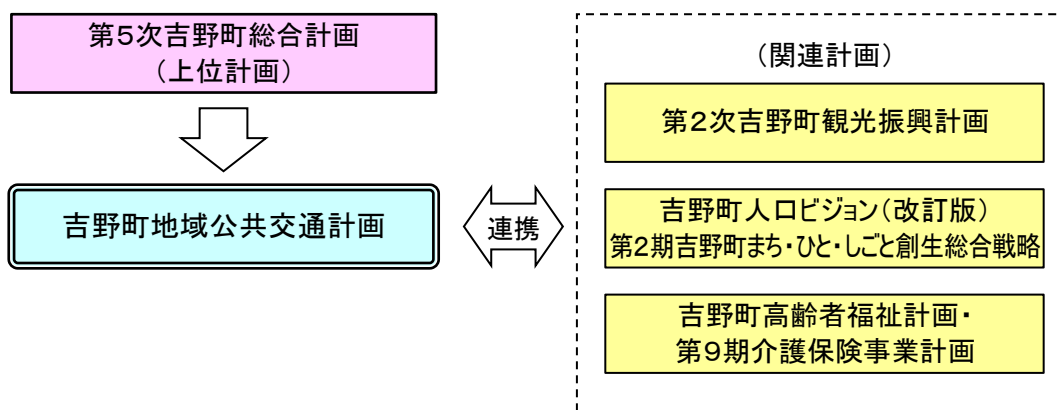 第5次吉野町総合計画
（上位計画）
吉野町地域公共交通計画
連携
（関連計画）
第2次吉野町観光振興計画
吉野町人口ビジョン（改訂版）
第2期吉野町まち・ひと・しごと創生総合戦略
吉野町高齢者福祉計画・
第9期介護保険事業計画